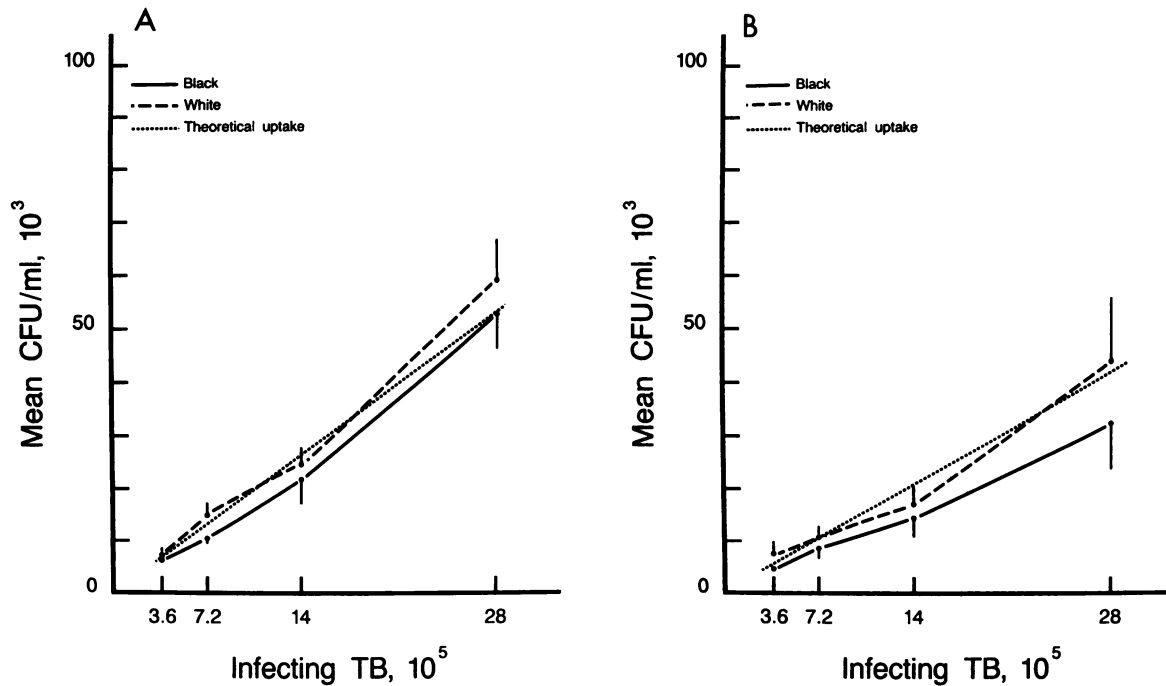 A
100
Black
White
Theoretical uptake
50
0
3.6 7.2 14 28
Mean CFU/ml, 10³
Infecting TB, 10⁵
B
100
Black
White
Theoretical uptake
50
0
3.6 7.2 14 28
Mean CFU/ml, 10³
Infecting TB, 10⁵